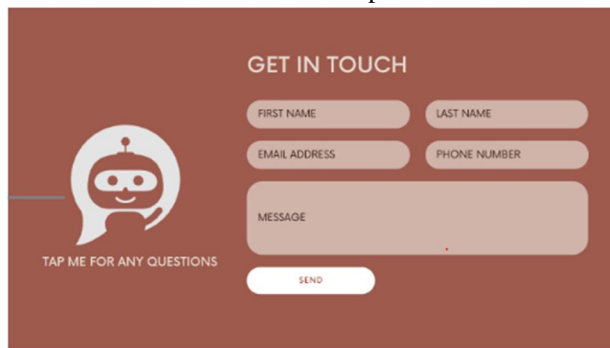 GET IN TOUCH
FIRST NAME
LAST NAME
EMAIL ADDRESS
PHONE NUMBER
MESSAGE
TAP ME FOR ANY QUESTIONS
SEND